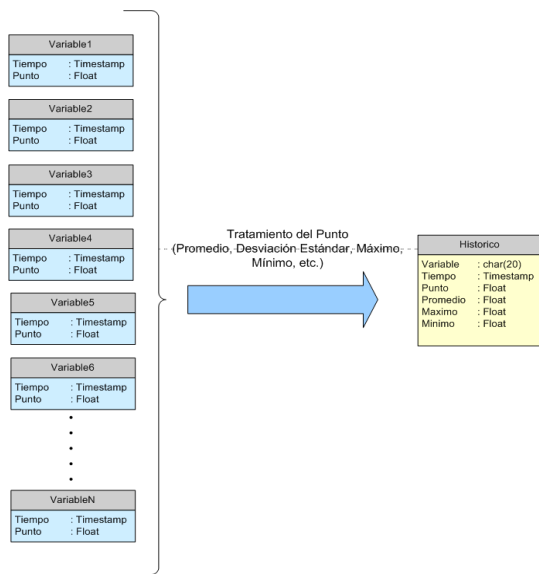 Variable1
Tiempo : Timestamp
Punto : Float
Variable2
Tiempo : Timestamp
Punto : Float
Variable3
Tiempo : Timestamp
Punto : Float
Variable4
Tiempo : Timestamp
Punto : Float
Variable5
Tiempo : Timestamp
Punto : Float
Variable6
Tiempo : Timestamp
Punto : Float
VariableN
Tiempo : Timestamp
Punto : Float
Tratamiento del Punto
(Promedio, Desviación Estándar, Máximo,
Mínimo, etc.)
Historico
Variable : char(20)
Tiempo : Timestamp
Punto : Float
Promedio : Float
Maximo : Float
Minimo : Float